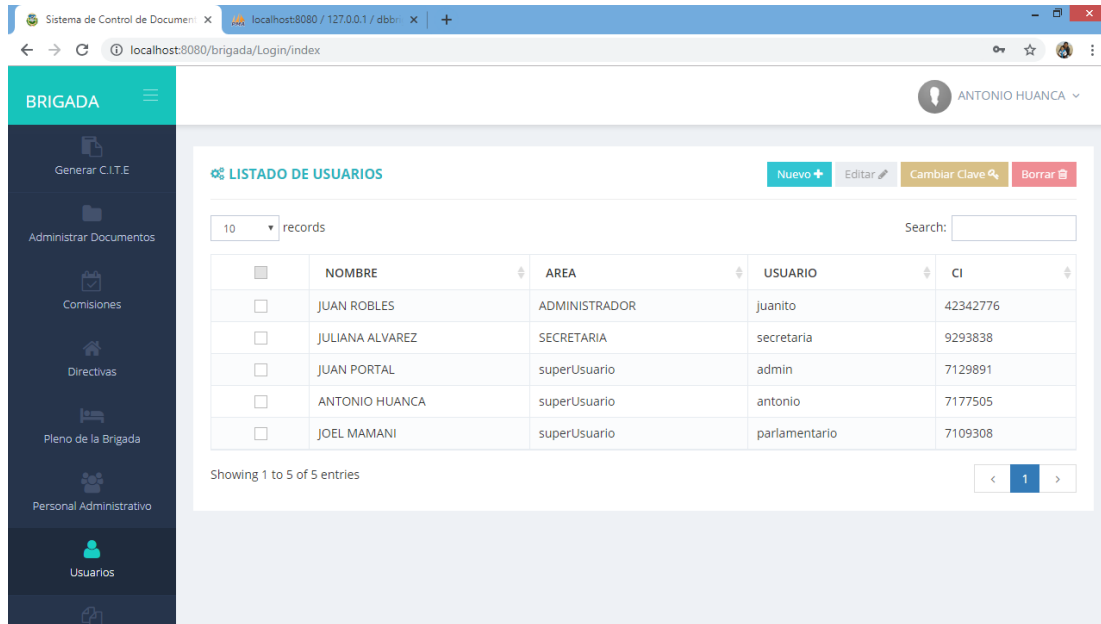 Sistema de Control de Document
localhost:8080 / 127.0.0.1 / dbbr
localhost:8080/brigada/Login/index
BRIGADA
ANTONIO HUANCA
Generar C.I.T.E
Administrar Documentos
Comisiones
Directivas
Pleno de la Brigada
Personal Administrativo
Usuarios
LISTADO DE USUARIOS
Nuevo Editar Cambiar Clave Borrar
10 records Search:
NOMBRE AREA USUARIO CI
JUAN ROBLES ADMINISTRADOR juanito 42342776
JULIANA ALVAREZ SECRETARIA secretaria 9293838
JUAN PORTAL superUsuario admin 7129891
ANTONIO HUANCA superUsuario antonio 7177505
JOEL MAMANI superUsuario parlamentario 7109308
Showing 1 to 5 of 5 entries
< 1 >